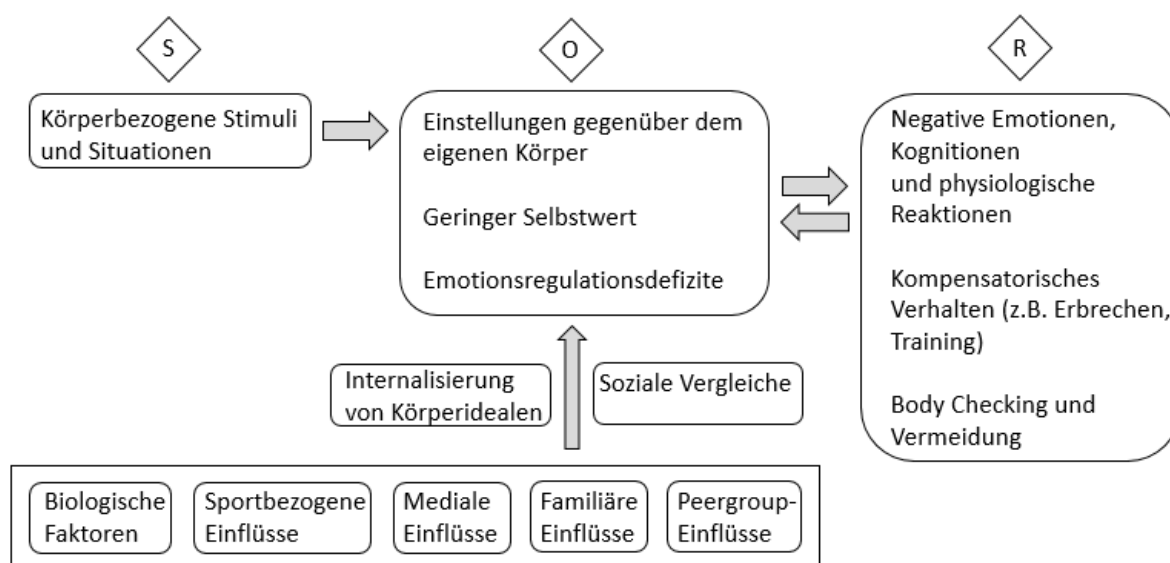 S
O
R
Körperbezogene Stimuli
und Situationen
Einstellungen gegenüber dem
eigenen Körper
Geringer Selbstwert
Emotionsregulationsdefizite
Negative Emotionen,
Kognitionen
und physiologische
Reaktionen
Kompensatorisches
Verhalten (z.B. Erbrechen,
Training)
Body Checking und
Vermeidung
Internalisierung
von Körperidealen
Soziale Vergleiche
Biologische
Faktoren
Sportbezogene
Einflüsse
Mediale
Einflüsse
Familiäre
Einflüsse
Peergroup-
Einflüsse